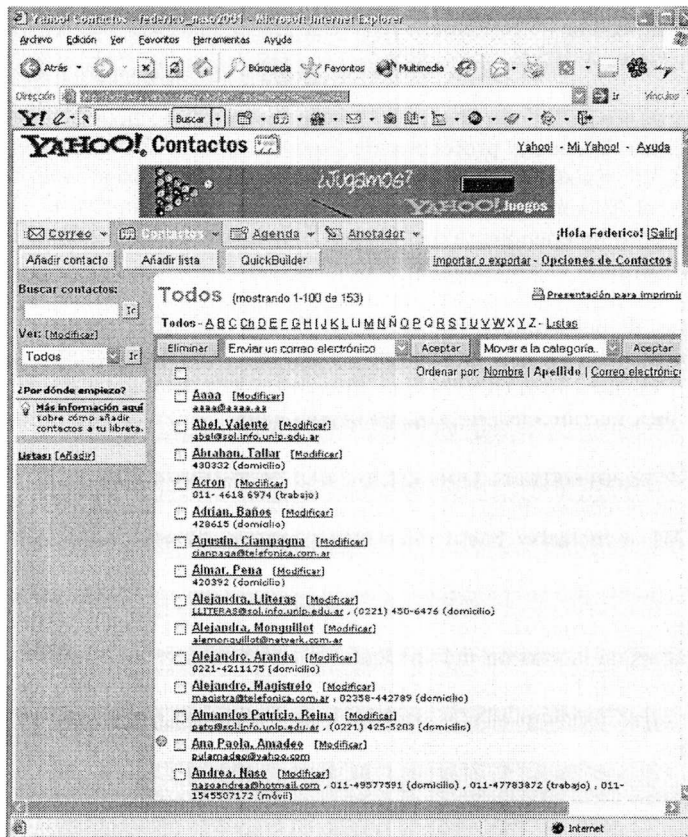 Yahoo! Contactos - federico_naso2004 - Microsoft Internet Explorer
Archivo Edición Ver Favoritos Herramientas Ayuda
Atrás Búsqueda Favoritos Multimedia
Dirección Ir Vínculos
Y! Buscar
YAHOO! Contactos Yahoo! - Mi Yahoo! - Ayuda
¿Jugamos?
YAHOO! Juegos
Correo Contactos Agenda Anotador ¡Hola Federico! [Salir]
Añadir contacto Añadir lista QuickBuilder Importar o exportar - Opciones de Contactos
Buscar contactos:
Ir
Ver: [Modificar]
Todos Ir
¿Por dónde empiezo?
Más información aquí
sobre cómo añadir
contactos a tu libreta.
Listas: [Añadir]
Todos (mostrando 1-100 de 153) Presentación para imprimir
Todos - A B C Ch D E F G H I J K L Ll M N Ñ O P Q R S T U V W X Y Z - Listas
Eliminar Enviar un correo electrónico Aceptar Mover a la categoría.. Aceptar
Ordenar por: Nombre | Apellido | Correo electrónico
Aaaa [Modificar]
aaaa@aaaa.aa
Abel, Valente [Modificar]
abel@sol.info.unlp.edu.ar
Abrahan, Tallar [Modificar]
430332 (domicilio)
Acron [Modificar]
011- 4618 6974 (trabajo)
Adrian, Baños [Modificar]
428615 (domicilio)
Agustin, Ciampagna [Modificar]
ciampaga@telefonica.com.ar
Almar, Pena [Modificar]
420392 (domicilio)
Alejandra, Lliteras [Modificar]
LLITERAS@sol.info.unlp.edu.ar , (0221) 450-6476 (domicilio)
Alejandra, Monguillot [Modificar]
alemonguillot@netverk.com.ar
Alejandro, Aranda [Modificar]
0221-4211175 (domicilio)
Alejandro, Magistrelo [Modificar]
magistra@telefonica.com.ar , 02358-442789 (domicilio)
Almandos Patricio, Reina [Modificar]
pato@sol.info.unlp.edu.ar , (0221) 425-5203 (domicilio)
Ana Paola, Amadeo [Modificar]
pulamadeo@yahoo.com
Andrea, Naso [Modificar]
nasoandrea@hotmail.com , 011-49577591 (domicilio) , 011-47783872 (trabajo) , 011-
1545507172 (móvil)
Internet